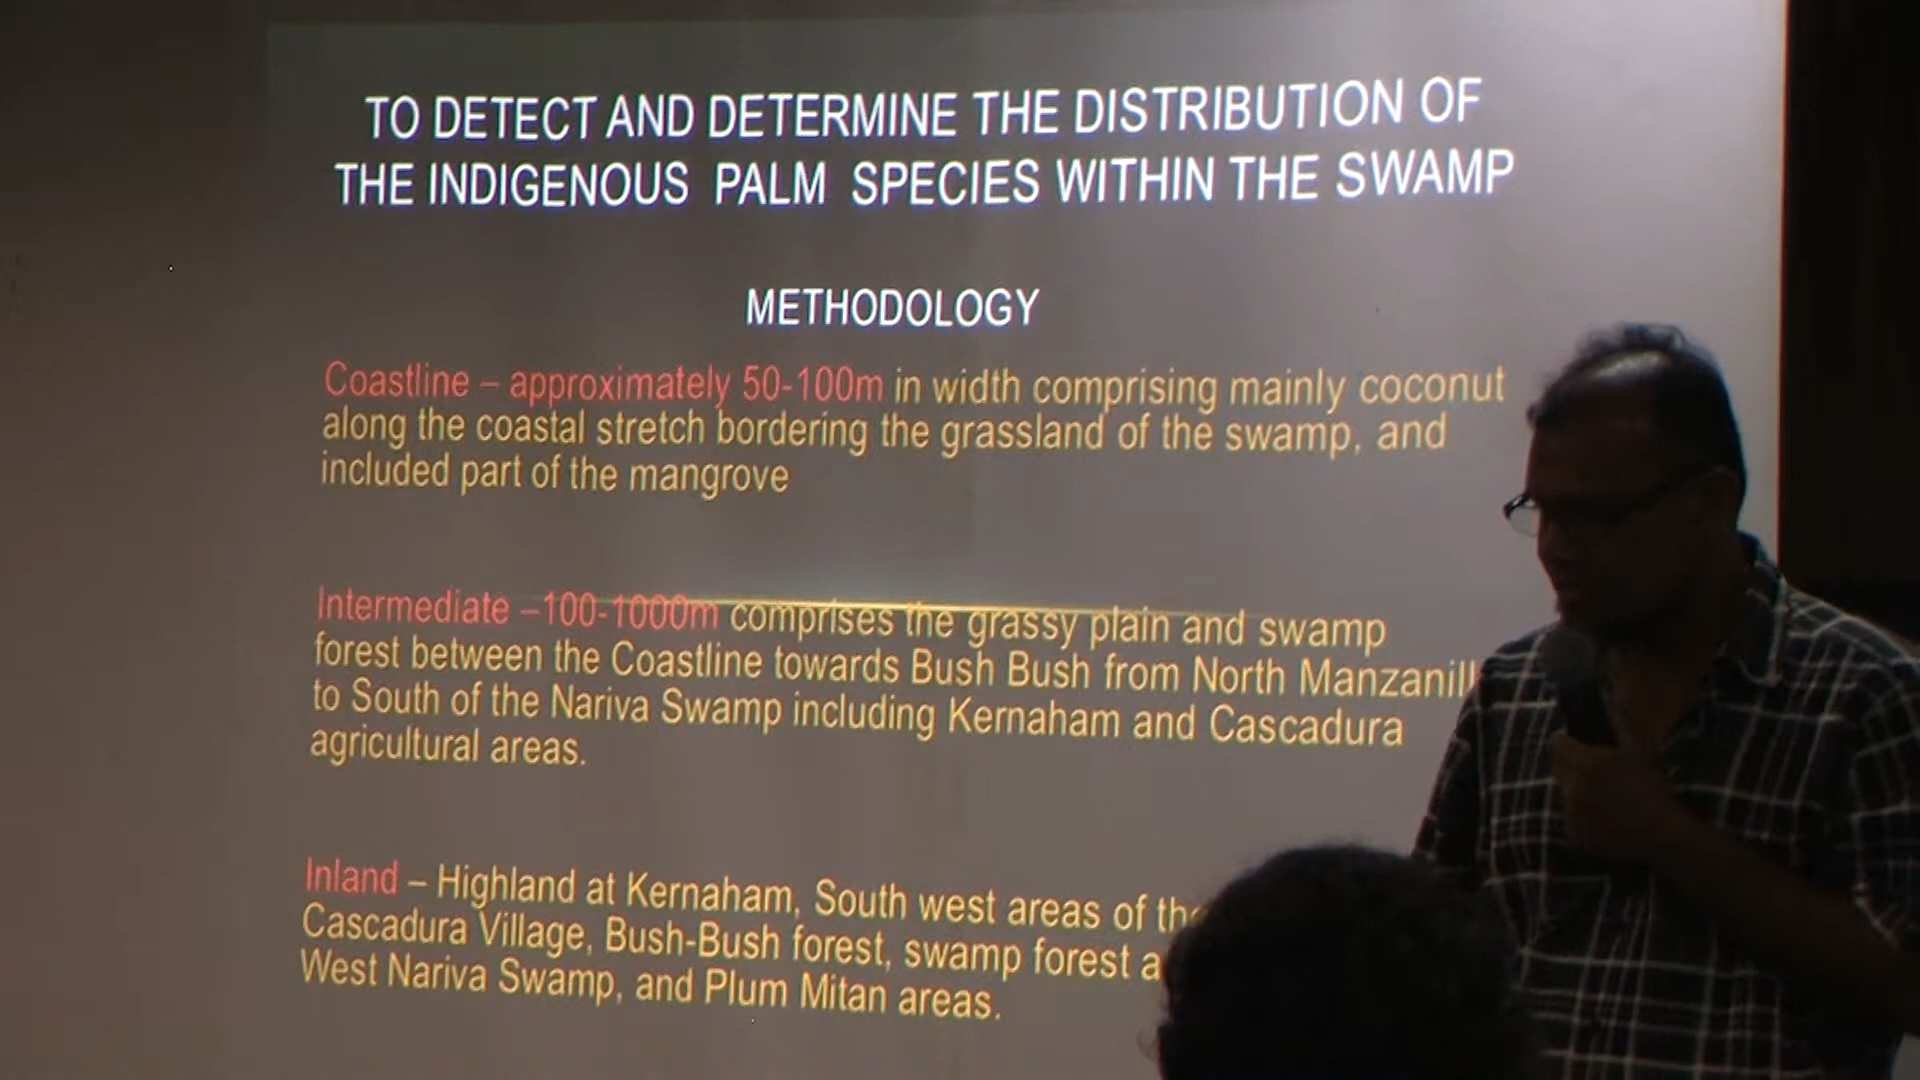 TO DETECT AND DETERMINE THE DISTRIBUTION OF
THE INDIGENOUS PALM SPECIES WITHIN THE SWAMP
METHODOLOGY
Coastline – approximately 50-100m in width comprising mainly coconut
along the coastal stretch bordering the grassland of the swamp, and
included part of the mangrove
Intermediate –100-1000m comprises the grassy plain and swamp
forest between the Coastline towards Bush Bush from North
to South of the Nariva Swamp including Kernaham and Cascadura
agricultural areas.
Inland – Highland at Kernaham, South west areas of
Cascadura Village, Bush-Bush forest, swamp forest
West Nariva Swamp, and Plum Mitan areas.